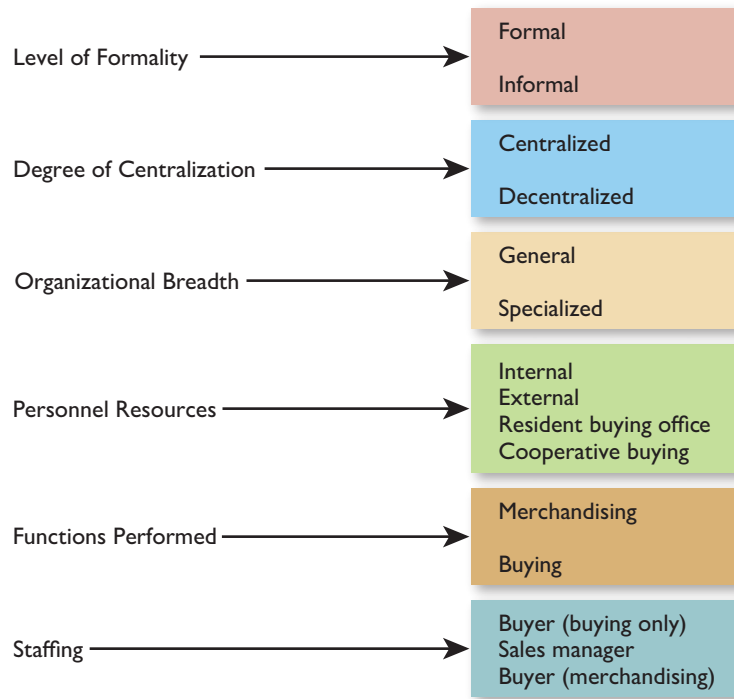 Level of Formality
Formal
Informal
Degree of Centralization
Centralized
Decentralized
Organizational Breadth
General
Specialized
Personnel Resources
Internal
External
Resident buying office
Cooperative buying
Functions Performed
Merchandising
Buying
Staffing
Buyer (buying only)
Sales manager
Buyer (merchandising)